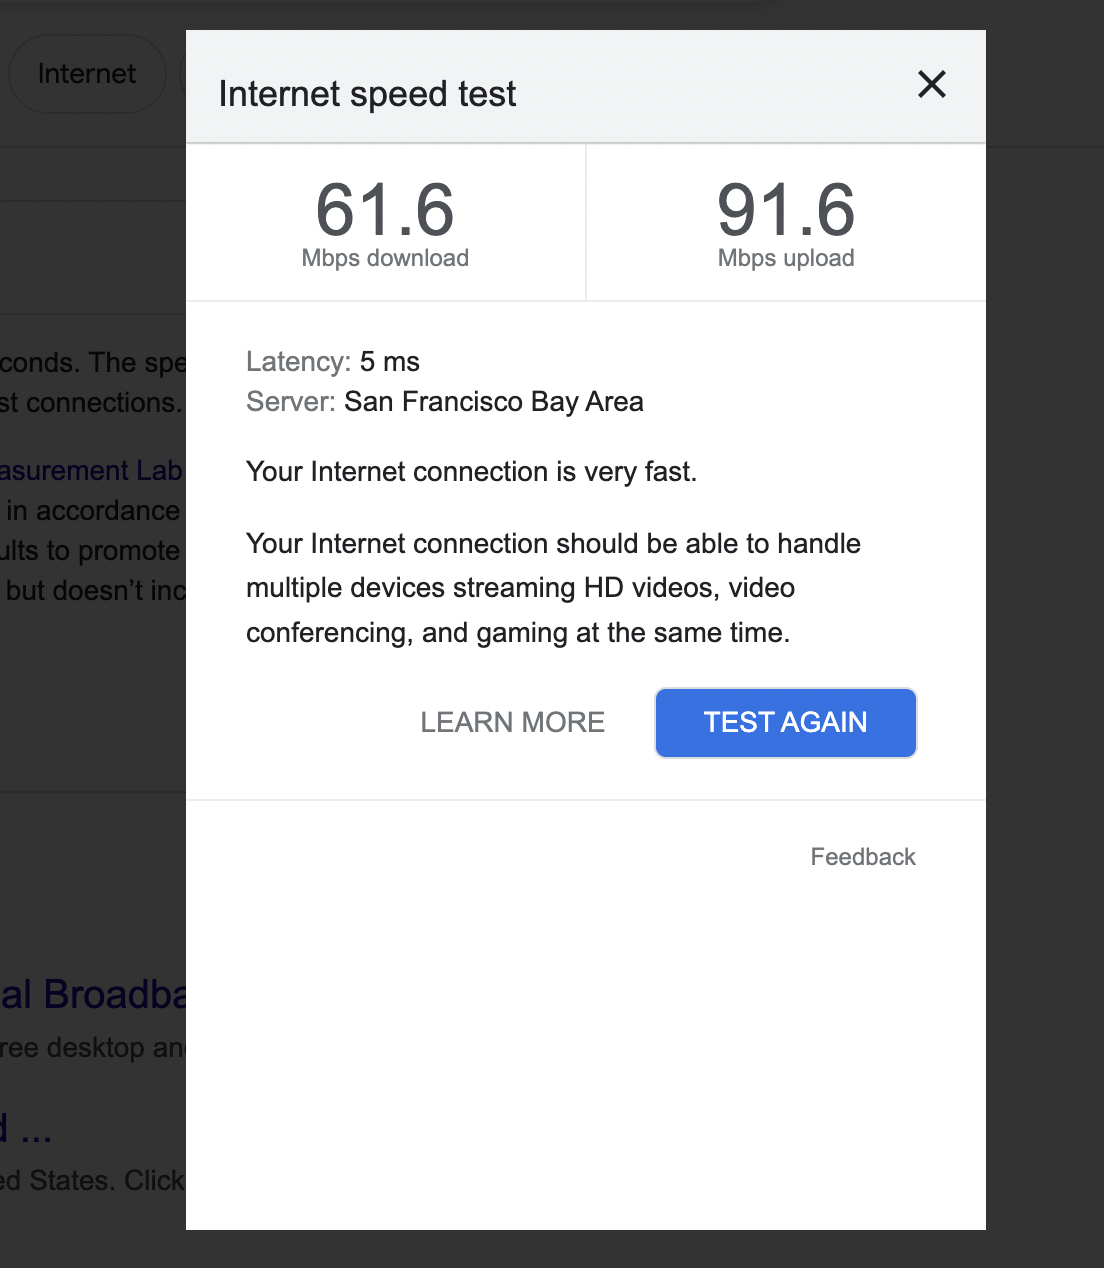 Internet
Internet speed test
61.6
Mbps download
91.6
Mbps upload
Latency: 5 ms
Server: San Francisco Bay Area
Your Internet connection is very fast.
Your Internet connection should be able to handle
multiple devices streaming HD videos, video
conferencing, and gaming at the same time.
LEARN MORE
TEST AGAIN
Feedback
conds. The spe
st connections.
asurement Lab
in accordance
ults to promote
but doesn't inc
al Broadba
ree desktop an
d ...
ed States. Click